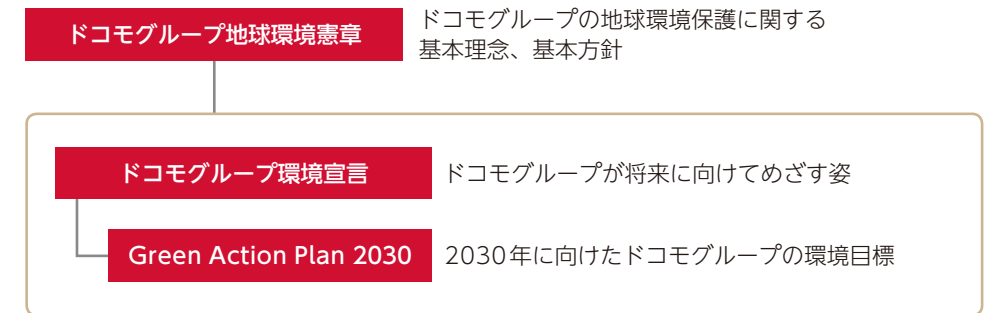 ドコモグループ地球環境憲章
ドコモグループの地球環境保護に関する
基本理念、基本方針
ドコモグループ環境宣言
ドコモグループが将来に向けてめざす姿
Green Action Plan 2030
2030年に向けたドコモグループの環境目標